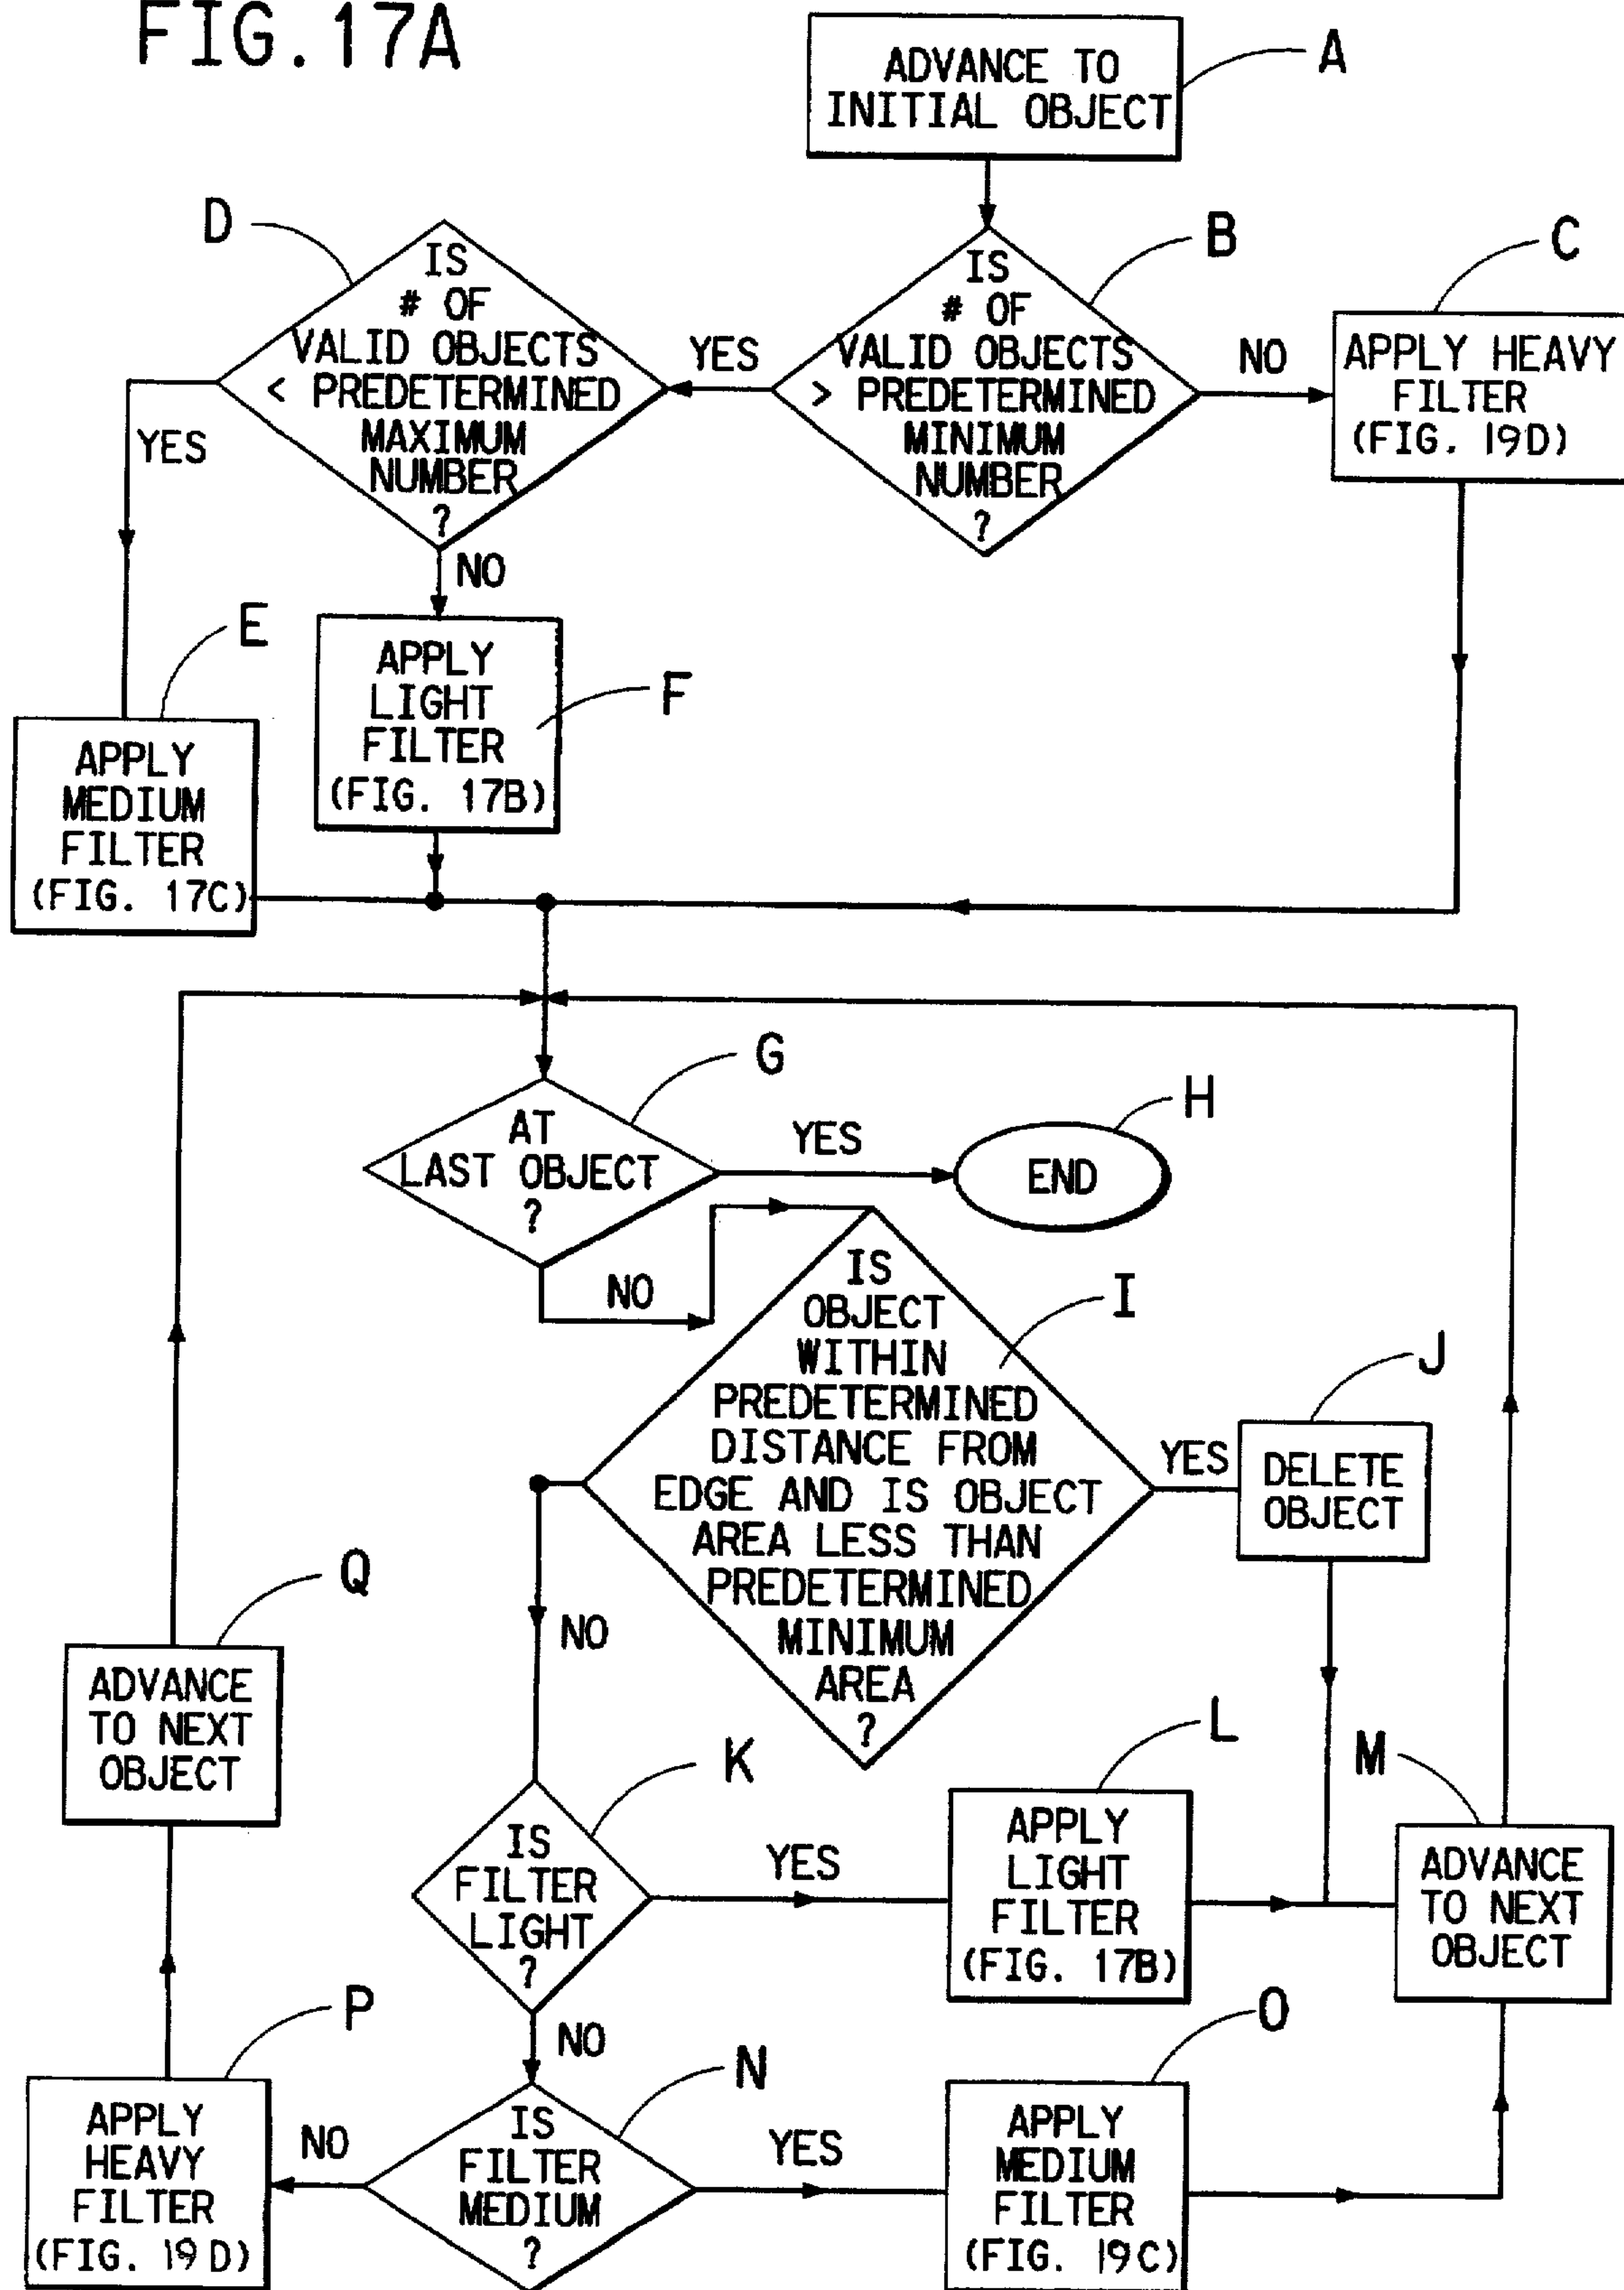 FIG.17A
ADVANCE TO
INITIAL OBJECT
A
D
IS
# OF
VALID OBJECTS
< PREDETERMINED
MAXIMUM
NUMBER
?
YES
B
IS
# OF
VALID OBJECTS
> PREDETERMINED
MINIMUM
NUMBER
?
NO
C
APPLY HEAVY
FILTER
(FIG. 19D)
YES
NO
E
APPLY
MEDIUM
FILTER
(FIG. 17C)
APPLY
LIGHT
FILTER
(FIG. 17B)
F
G
AT
LAST OBJECT
?
YES
H
END
NO
IS
OBJECT
WITHIN
PREDETERMINED
DISTANCE FROM
EDGE AND IS OBJECT
AREA LESS THAN
PREDETERMINED
MINIMUM
AREA
?
I
YES
J
DELETE
OBJECT
NO
Q
ADVANCE
TO NEXT
OBJECT
K
IS
FILTER
LIGHT
?
YES
L
APPLY
LIGHT
FILTER
(FIG. 17B)
M
ADVANCE
TO NEXT
OBJECT
NO
P
APPLY
HEAVY
FILTER
(FIG. 19D)
NO
N
IS
FILTER
MEDIUM
?
YES
O
APPLY
MEDIUM
FILTER
(FIG. 19C)